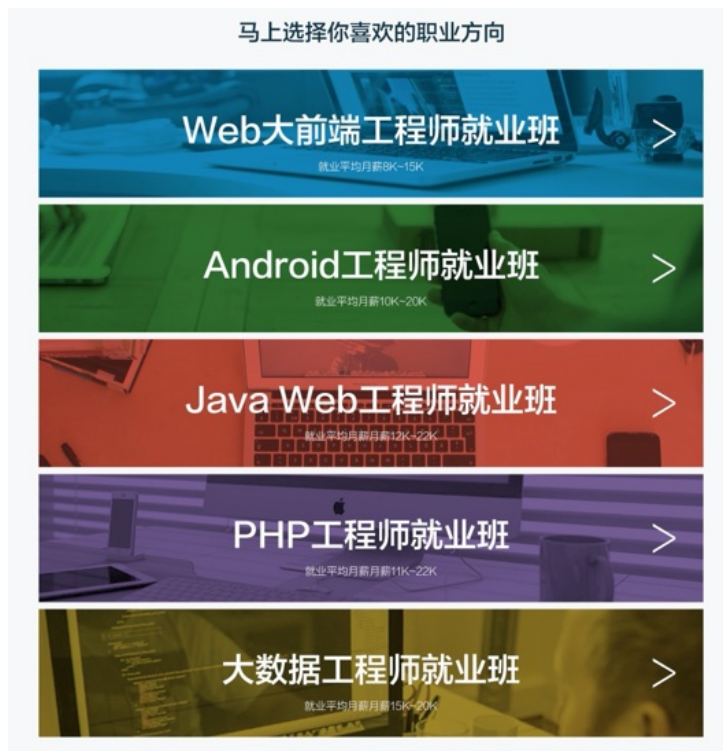 马上选择你喜欢的职业方向
Web大前端工程师就业班
就业平均月薪8K~15K
Android工程师就业班
就业平均月薪10K~20K
Java Web工程师就业班
就业平均月薪月薪12K~22K
PHP工程师就业班
就业平均月薪月薪11K~22K
大数据工程师就业班
就业平均月薪月薪15K~20K